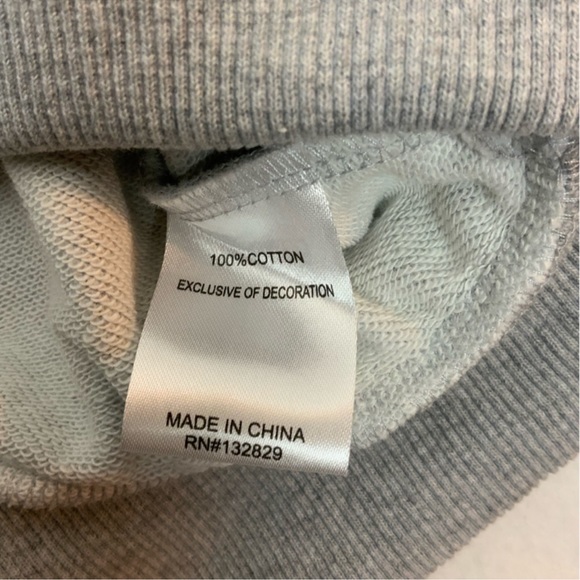 100%COTTON
EXCLUSIVE OF DECORATION
MADE IN CHINA
RN#132829